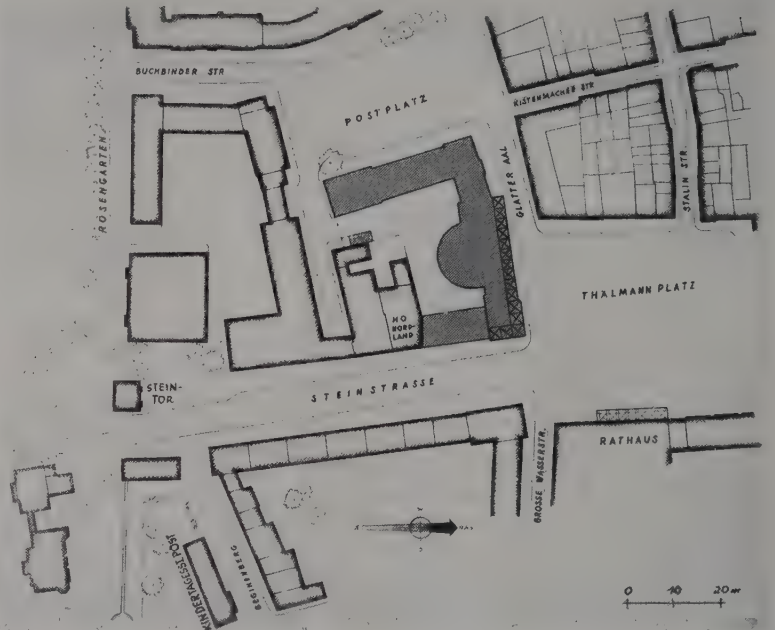 BUCHBINDER STR
POSTPLATZ
KISTENMACHER STR
ROSENGARTEN
GLATTER AAL
STALIN STR.
THÄLMANN PLATZ
HO
NORD-
LAND
STEIN-
TOR
STEINSTRASSE
RATHAUS
GROSSE WASSERSTR.
BEGINENBERG
KINDERTAGESST POST
0 10 20 m